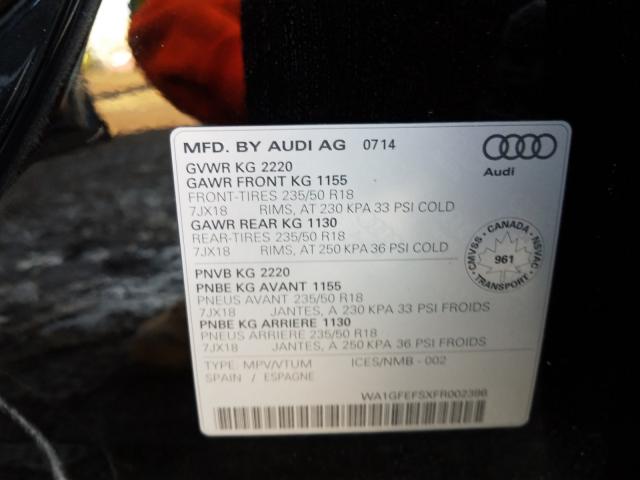 MFD. BY AUDI AG 0714
Audi
GVWR KG 2220
GAWR FRONT KG 1155
FRONT-TIRES 235/50 R18
7JX18 RIMS, AT 230 KPA 33 PSI COLD
GAWR REAR KG 1130
REAR-TIRES 235/50 R18
7JX18 RIMS, AT 250 KPA 36 PSI COLD
CANADA
CMVSS NSVAC
961
TRANSPORT
PNVB KG 2220
PNBE KG AVANT 1155
PNEUS AVANT 235/50 R18
7JX18 JANTES, A 230 KPA 33 PSI FROIDS
PNBE KG ARRIERE 1130
PNEUS ARRIERE 235/50 R18
7JX18 JANTES, A 250 KPA 36 PSI FROIDS
TYPE: MPV/VTUM ICES/NMB - 002
SPAIN / ESPAGNE
WA1GFEFSXFR002396